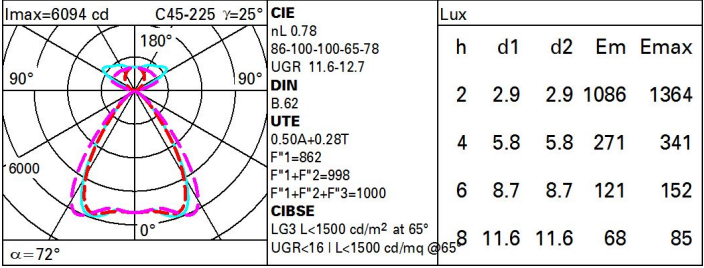 Imax=6094 cd C45-225 γ=25°
180°
90° 90°
6000
0°
α=72°
CIE
nL 0.78
86-100-100-65-78
UGR 11.6-12.7
DIN
B.62
UTE
0.50A+0.28T
F"1=862
F"1+F"2=998
F"1+F"2+F"3=1000
CIBSE
LG3 L<1500 cd/m² at 65°
UGR<16 | L<1500 cd/mq @65°
Lux
h d1 d2 Em Emax
2 2.9 2.9 1086 1364
4 5.8 5.8 271 341
6 8.7 8.7 121 152
8 11.6 11.6 68 85